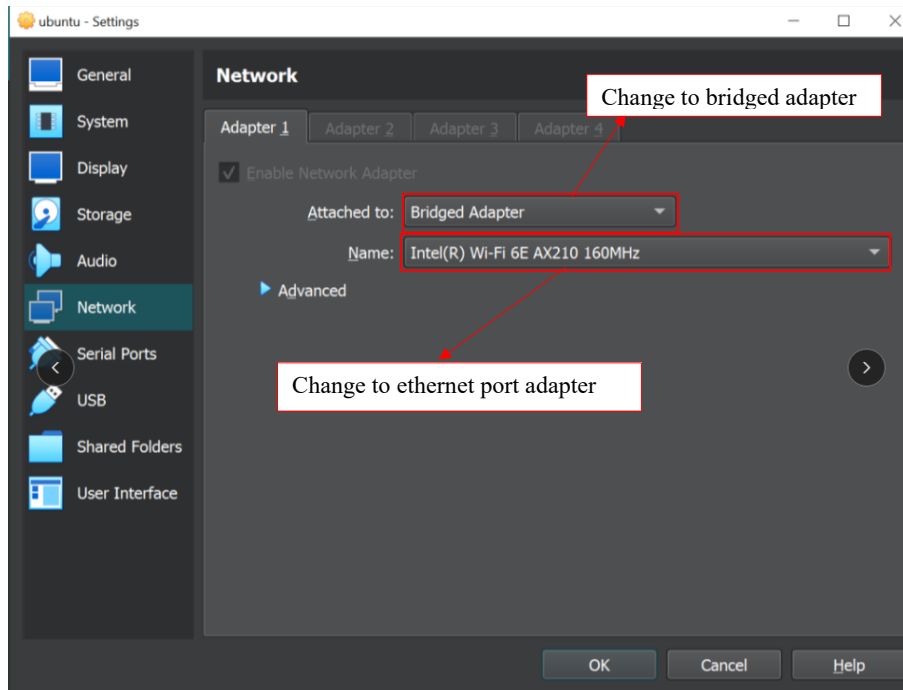 ubuntu - Settings
General
System
Display
Storage
Audio
Network
Serial Ports
USB
Shared Folders
User Interface
Network
Change to bridged adapter
Adapter 1
Adapter 2
Adapter 3
Adapter 4
Enable Network Adapter
Attached to: Bridged Adapter
Name: Intel(R) Wi-Fi 6E AX210 160MHz
Advanced
Change to ethernet port adapter
OK
Cancel
Help